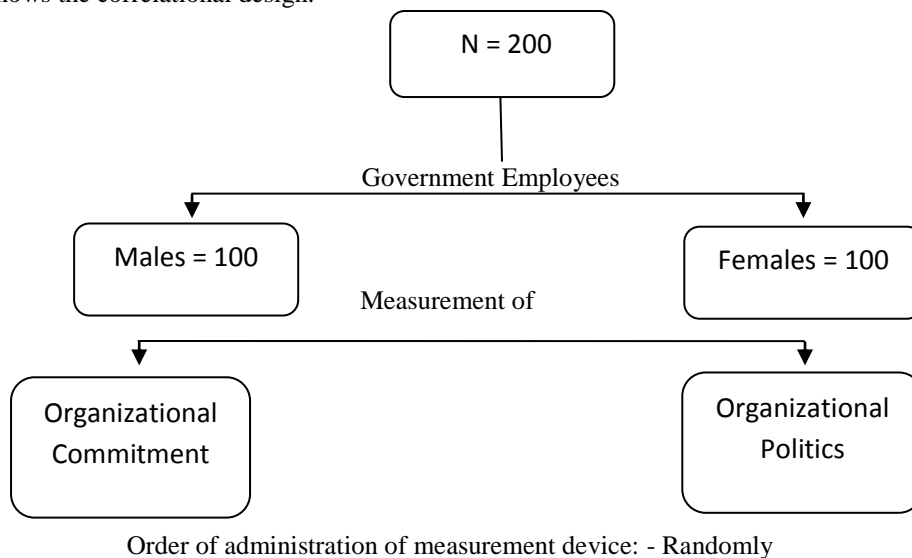 the correlational design.
N = 200
Government Employees
Males = 100
Females = 100
Measurement of
Organizational
Commitment
Organizational
Politics
Order of administration of measurement device: - Randomly